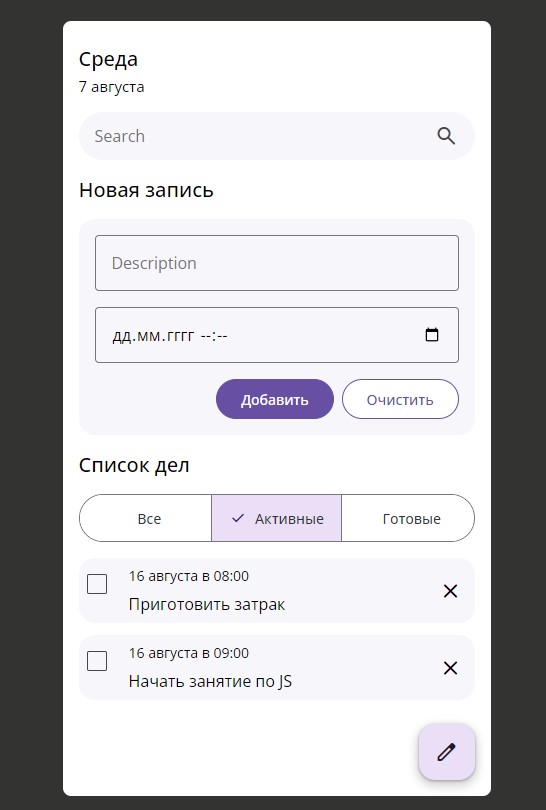 Среда
7 августа
Search
Новая запись
Description
дд.мм.гггг --:--
Добавить Очистить
Список дел
Все Активные Готовые
16 августа в 08:00
Приготовить затрак
16 августа в 09:00
Начать занятие по JS